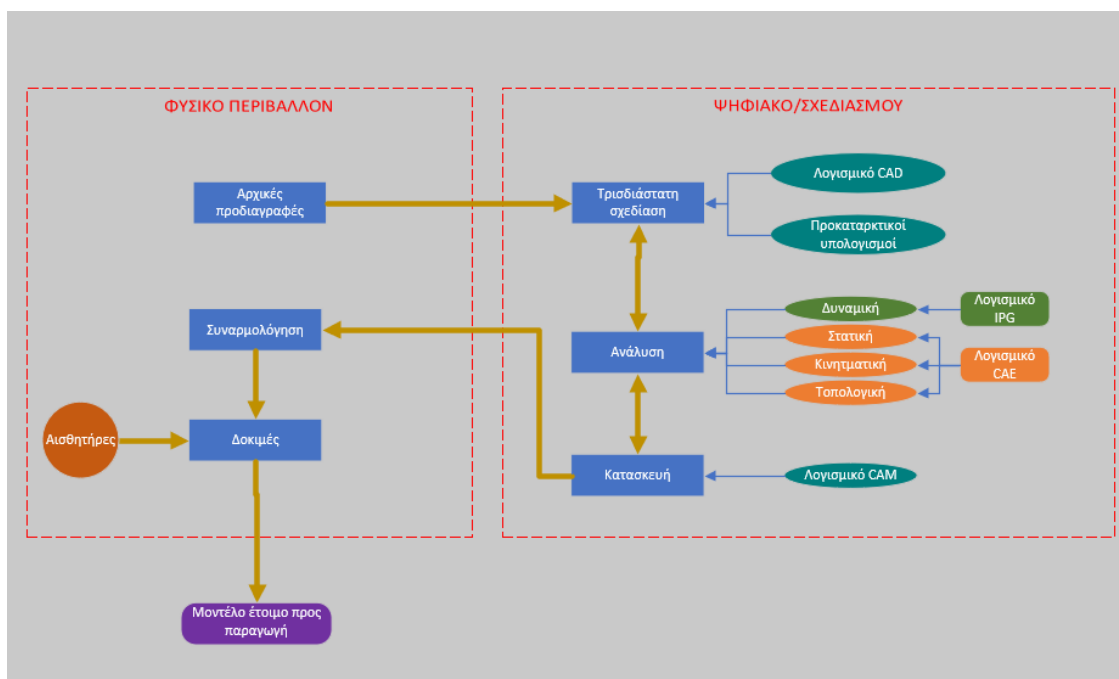 ΦΥΣΙΚΟ ΠΕΡΙΒΑΛΛΟΝ
Αρχικές
προδιαγραφές
Συναρμολόγηση
Αισθητήρες
Δοκιμές
Μοντέλο έτοιμο προς
παραγωγή
ΨΗΦΙΑΚΟ/ΣΧΕΔΙΑΣΜΟΥ
Τρισδιάστατη
σχεδίαση
Λογισμικό CAD
Προκαταρκτικοί
υπολογισμοί
Ανάλυση
Δυναμική
Στατική
Κινητματική
Τοπολογική
Λογισμικό
IPG
Λογισμικό
CAE
Κατασκευή
Λογισμικό CAM